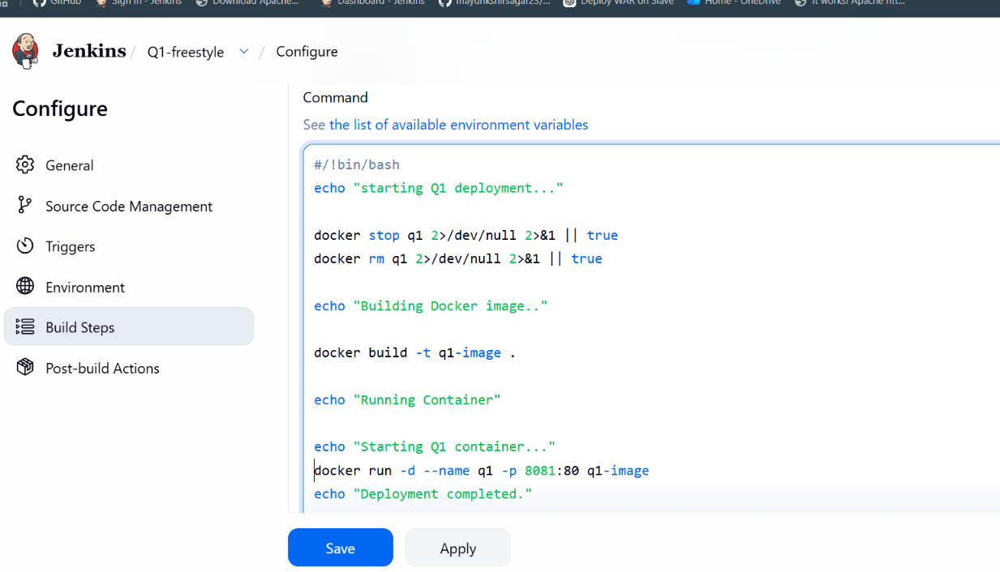 GitHub Sign in - Jenkins Download Apache... Dashboard - Jenkins mayurikshirsagar23/... Deploy WAR on Slave Home - OneDrive It works! Apache htt...
Jenkins / Q1-freestyle / Configure
Configure
General
Source Code Management
Triggers
Environment
Build Steps
Post-build Actions
Command
See the list of available environment variables
#/!bin/bash
echo "starting Q1 deployment..."
docker stop q1 2>/dev/null 2>&1 || true
docker rm q1 2>/dev/null 2>&1 || true
echo "Building Docker image.."
docker build -t q1-image .
echo "Running Container"
echo "Starting Q1 container..."
docker run -d --name q1 -p 8081:80 q1-image
echo "Deployment completed."
Save
Apply